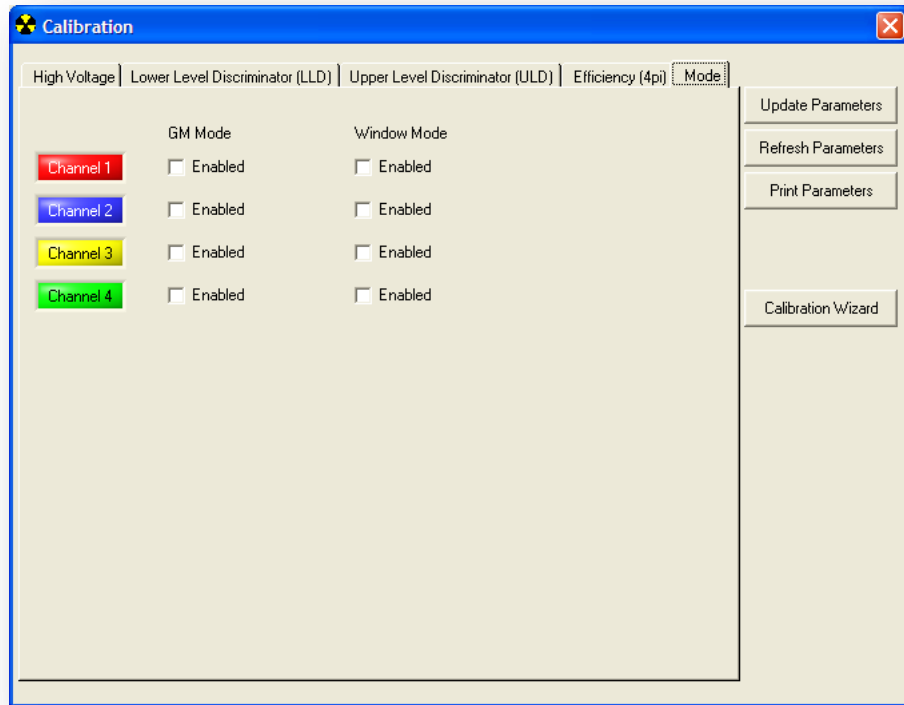 Calibration
High Voltage Lower Level Discriminator (LLD) Upper Level Discriminator (ULD) Efficiency (4pi) Mode
Update Parameters
Refresh Parameters
Print Parameters
Calibration Wizard
GM Mode Window Mode
Channel 1 Enabled Enabled
Channel 2 Enabled Enabled
Channel 3 Enabled Enabled
Channel 4 Enabled Enabled